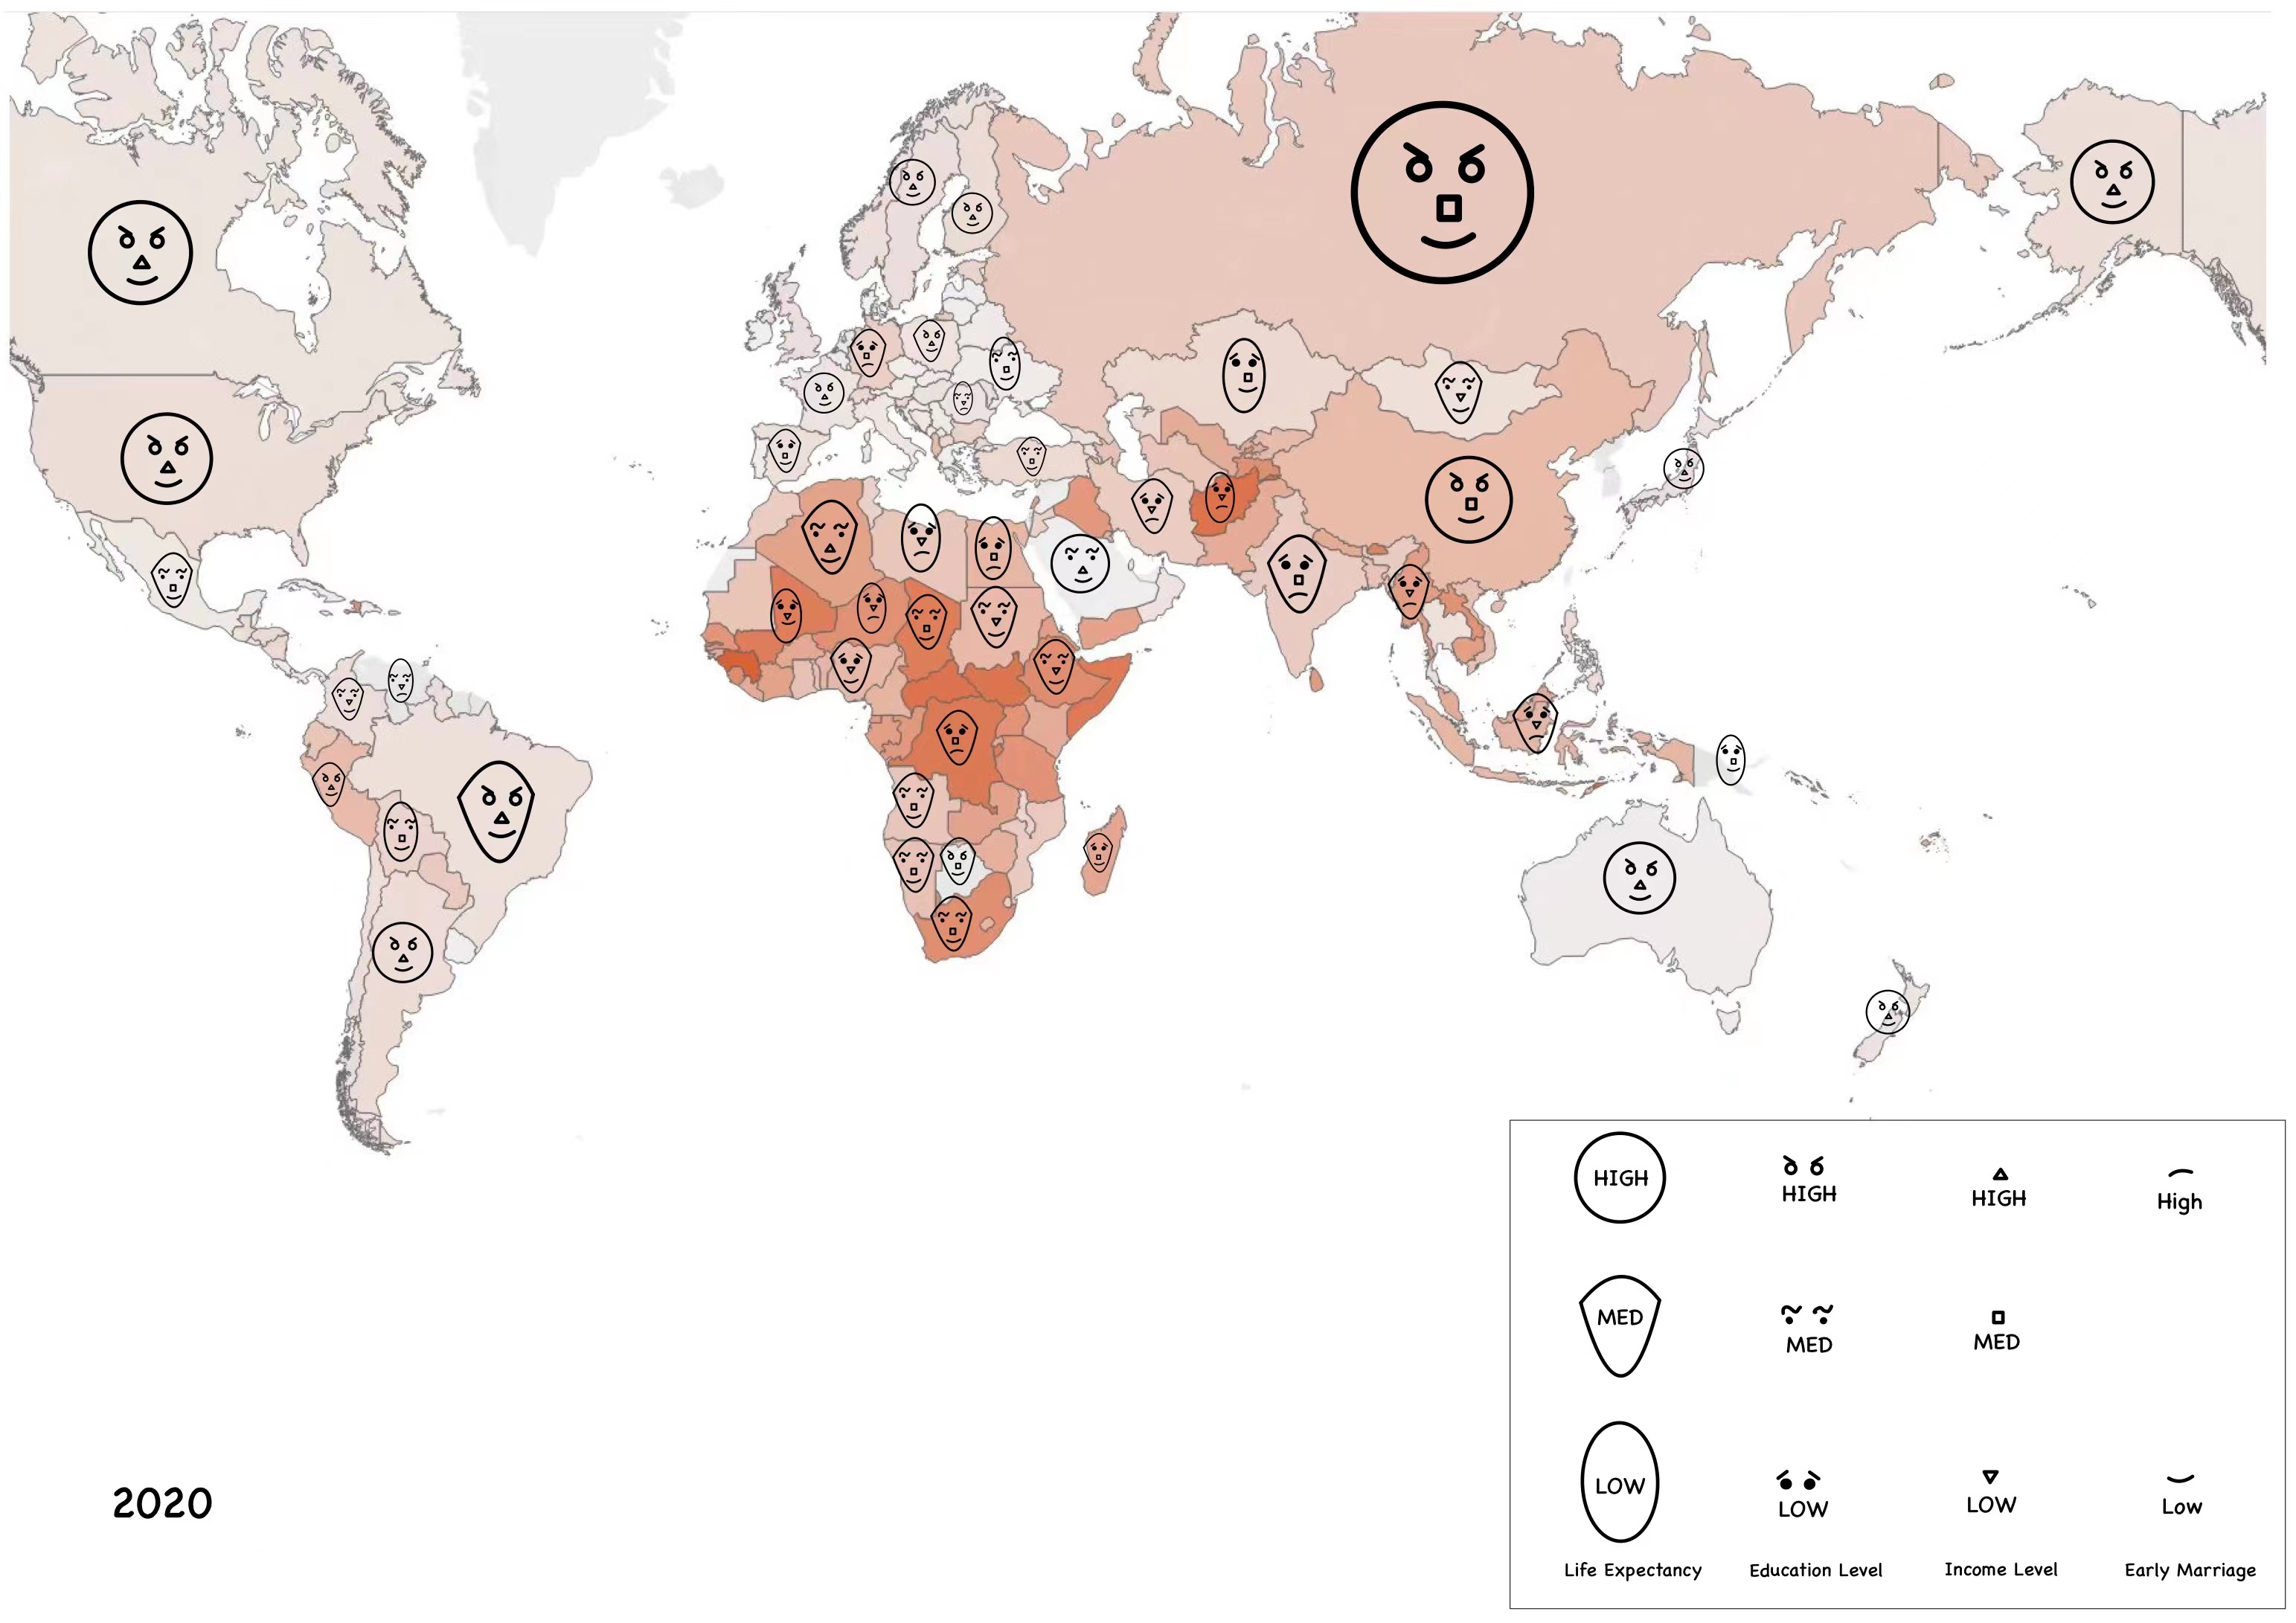 HIGH
HIGH
HIGH
High
MED
MED
MED
LOW
LOW
LOW
Low
Life Expectancy
Education Level
Income Level
Early Marriage
2020